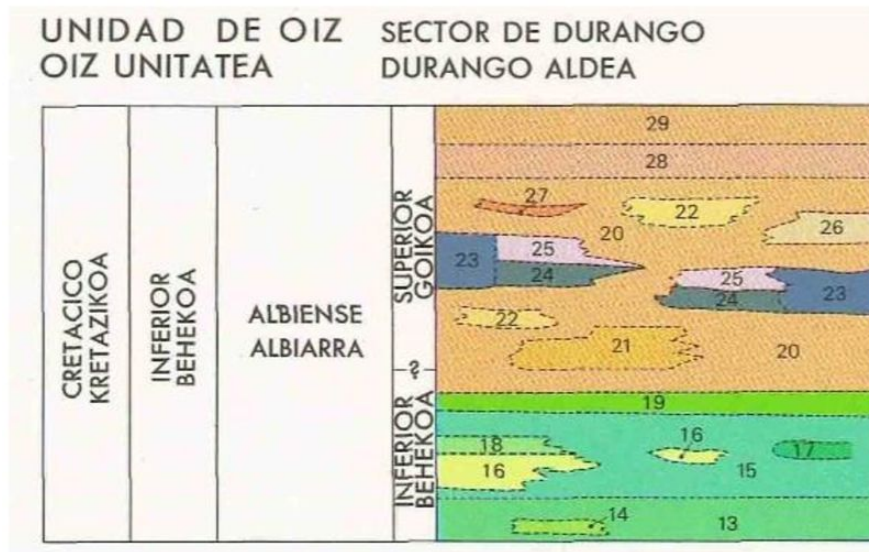 UNIDAD DE OIZ
OIZ UNITATEA
SECTOR DE DURANGO
DURANGO ALDEA
CRETACICO
KRETAZIKOA
INFERIOR
BEHEKOA
ALBIENSE
ALBIARRA
SUPERIOR
GOIKOA
?
INFERIOR
BEHEKOA
29
28
27
22
26
20
25
23
24
25
24
23
22
21
20
19
18
16
16
17
15
14
13